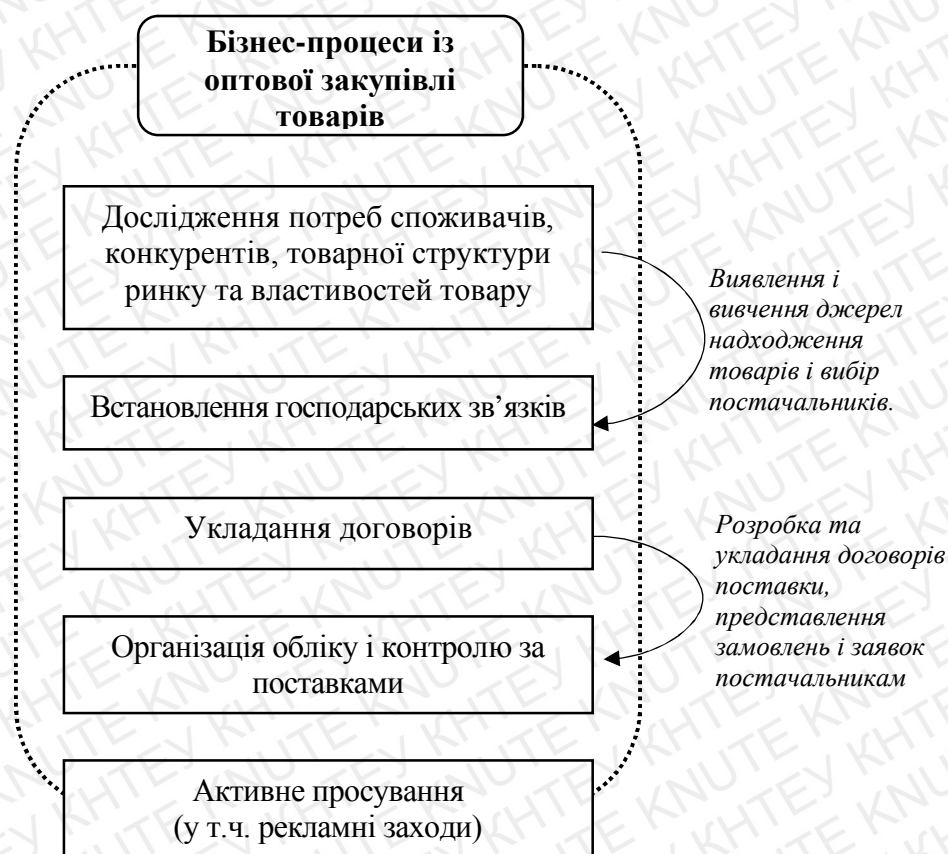 Бізнес-процеси із
оптової закупівлі
товарів
Дослідження потреб споживачів,
конкурентів, товарної структури
ринку та властивостей товару
Виявлення і
вивчення джерел
надходження
товарів і вибір
постачальників.
Встановлення господарських зв’язків
Укладання договорів
Розробка та
укладання договорів
поставки,
представлення
замовлень і заявок
постачальникам
Організація обліку і контролю за
поставками
Активне просування
(у т.ч. рекламні заходи)